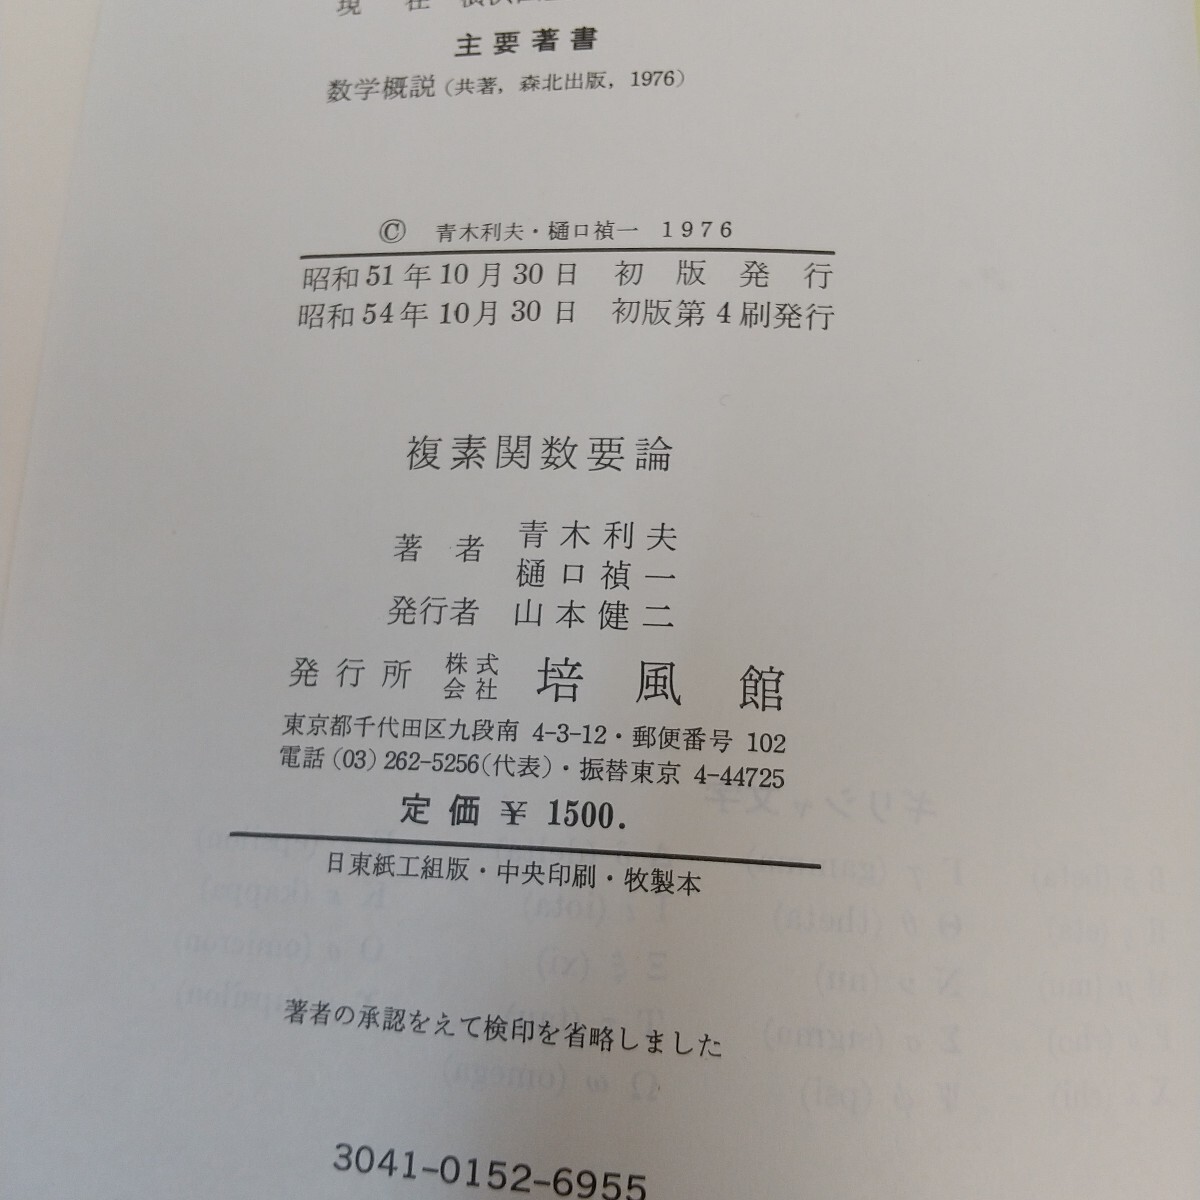 現 在
主要著書
数学概説 (共著, 森北出版, 1976)
© 青木利夫・樋口禎一 1976
昭和51年10月30日 初版発行
昭和54年10月30日 初版第4刷発行
複素関数要論
著者 青木利夫
樋口禎一
発行者 山本健二
発行所 株式会社 培風館
東京都千代田区九段南 4-3-12・郵便番号 102
電話 (03) 262-5256(代表)・振替東京 4-44725
定価 ¥ 1500.
日東紙工組版・中央印刷・牧製本
著者の承認をえて検印を省略しました
3041-0152-6955